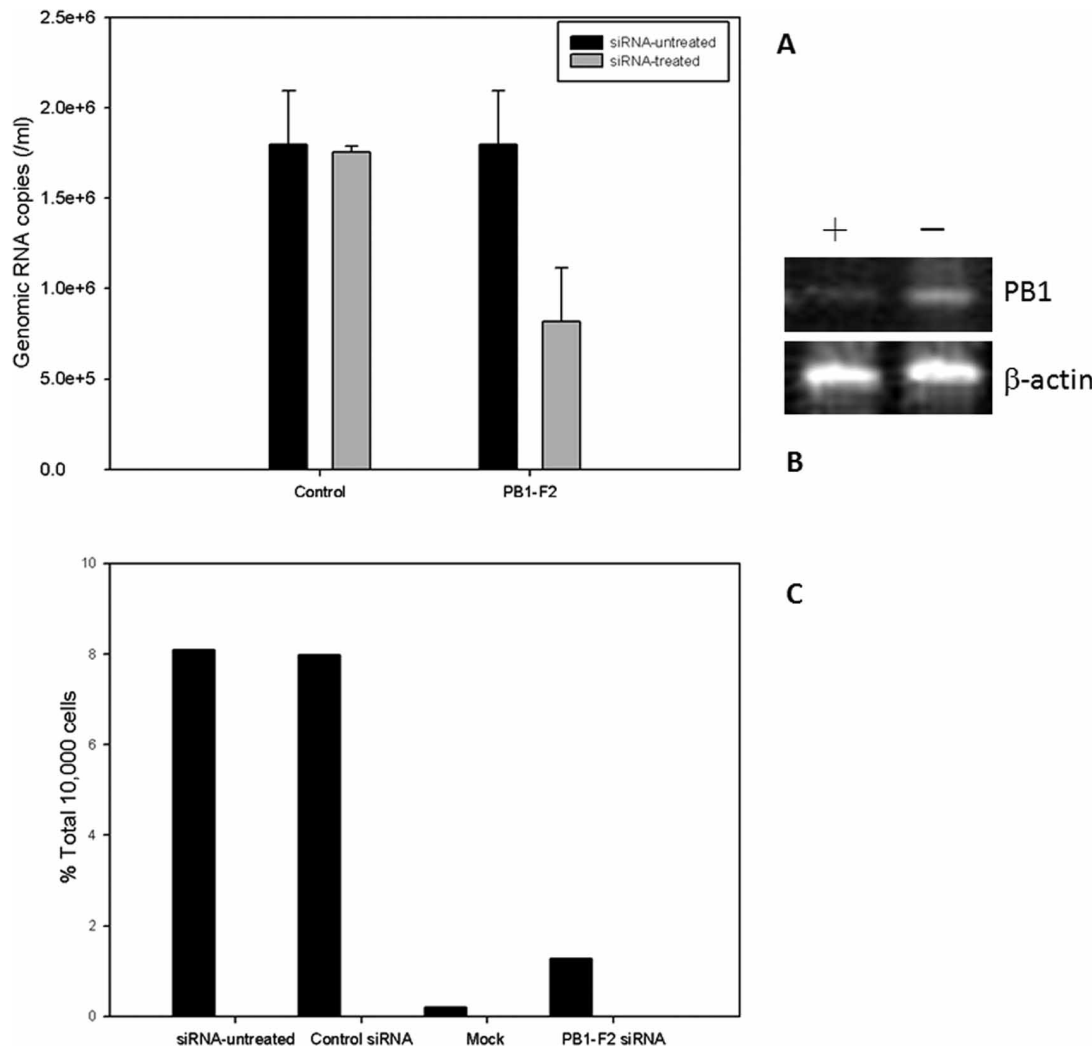 A
2.5e+6
2.0e+6
1.5e+6
1.0e+6
5.0e+5
0.0
Genomic RNA copies (/ml)
siRNA-untreated
siRNA-treated
Control
PB1-F2
+
−
PB1
β-actin
B
C
10
8
6
4
2
0
% Total 10,000 cells
siRNA-untreated
Control siRNA
Mock
PB1-F2 siRNA